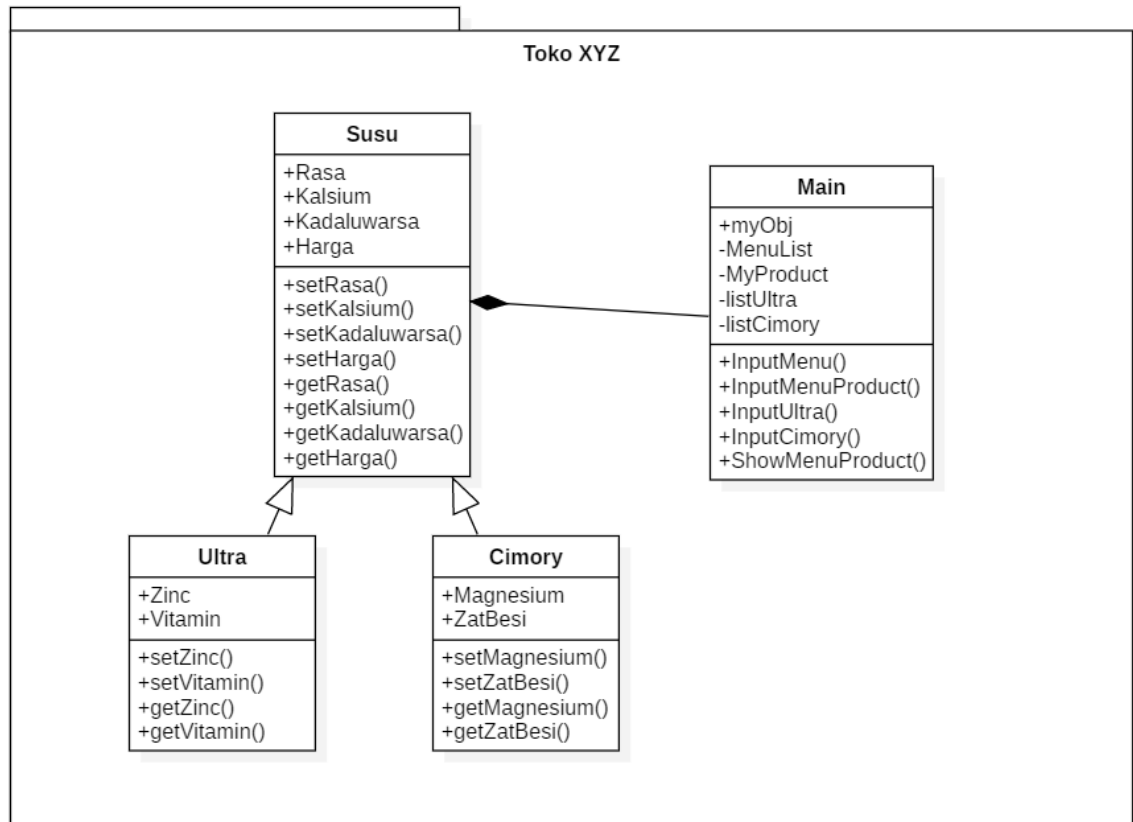 Toko XYZ
Susu
+Rasa
+Kalsium
+Kadaluwarsa
+Harga
+setRasa()
+setKalsium()
+setKadaluwarsa()
+setHarga()
+getRasa()
+getKalsium()
+getKadaluwarsa()
+getHarga()
Main
+myObj
-MenuList
-MyProduct
-listUltra
-listCimory
+InputMenu()
+InputMenuProduct()
+InputUltra()
+InputCimory()
+ShowMenuProduct()
Ultra
+Zinc
+Vitamin
+setZinc()
+setVitamin()
+getZinc()
+getVitamin()
Cimory
+Magnesium
+ZatBesi
+setMagnesium()
+setZatBesi()
+getMagnesium()
+getZatBesi()